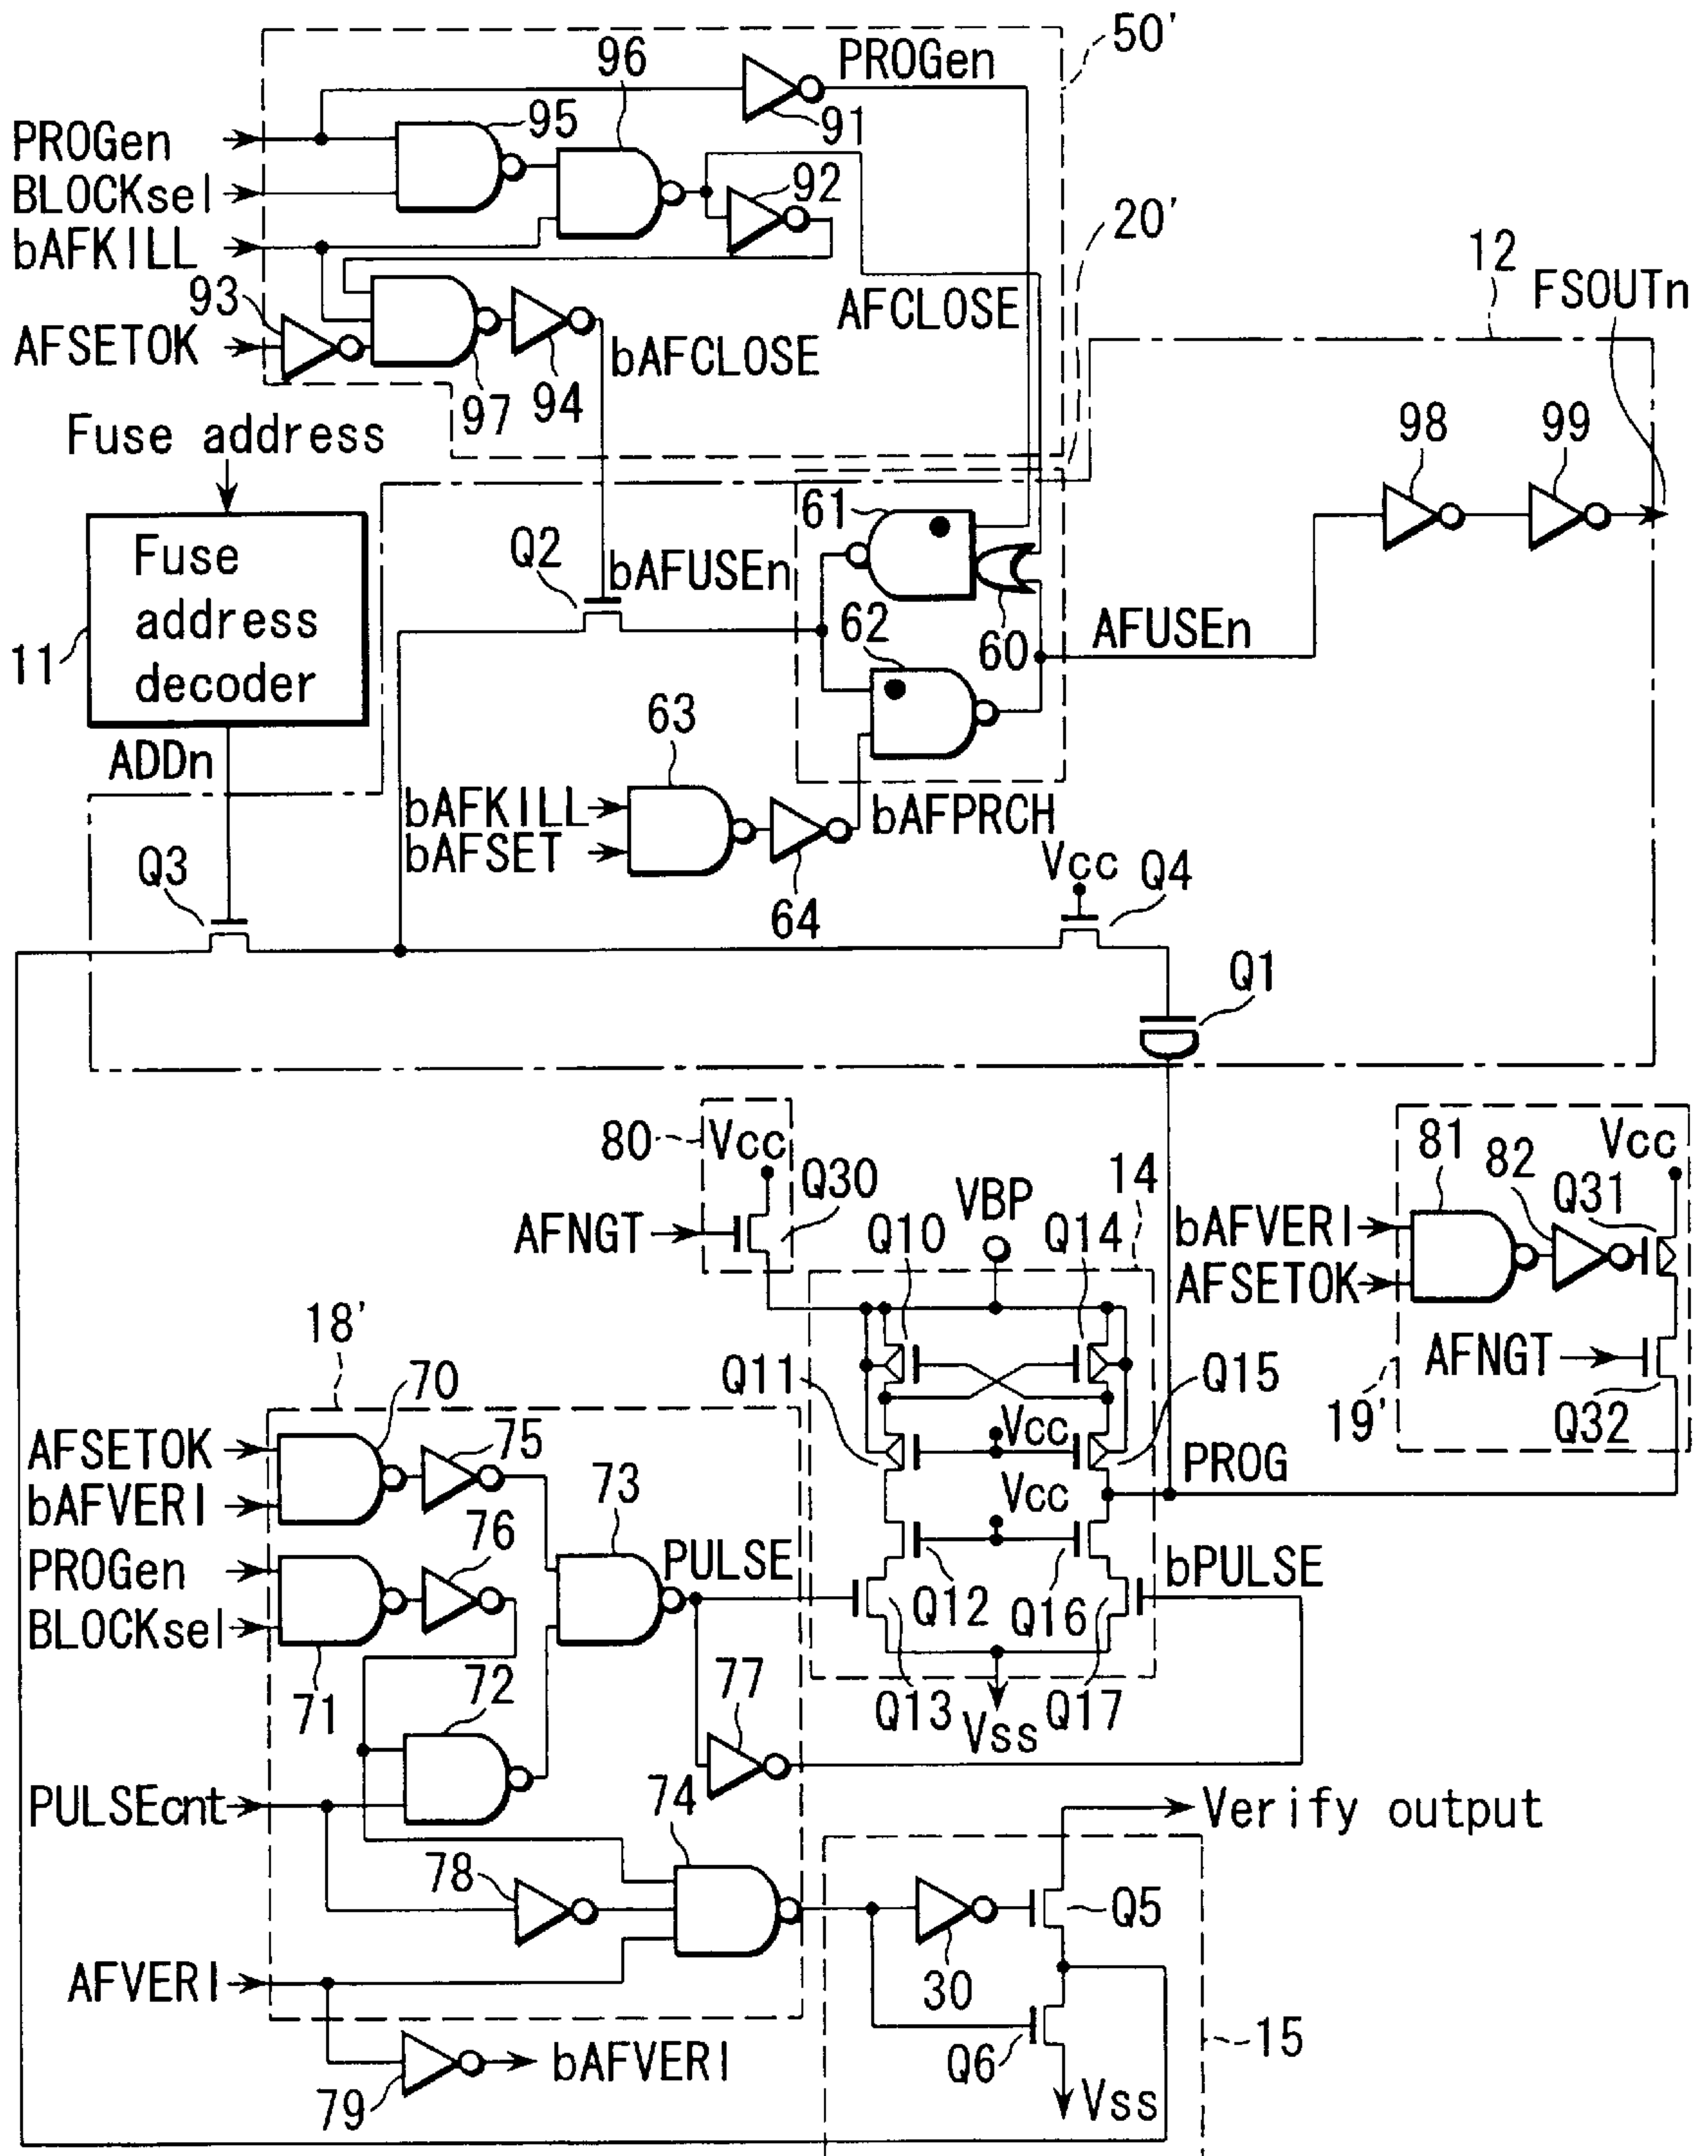 50'
96
PROGen
95
91
PROGen
BLOCKsel
92
20'
bAFKILL
12
FSOUTn
93
AFCLOSE
AFSETOK
bAFCLOSE
97
94
98
99
Fuse address
61
Q2
bAFUSEn
Fuse
address
decoder
11
62
60
AFUSEn
63
ADDn
bAFKILL
bAFSET
bAFPRCH
Q3
64
Vcc
Q4
Q1
80
Vcc
Q30
AFNGT
VBP
14
Q10
Q14
81
82
Vcc
Q31
bAFVERI
AFSETOK
18'
AFNGT
Q11
Q15
19'
Q32
70
75
Vcc
AFSETOK
bAFVERI
73
PROG
Vcc
76
PROGen
BLOCKsel
PULSE
bPULSE
Q12
Q16
71
72
77
Q13
Vss
Q17
PULSEcnt
74
Verify output
78
Q5
AFVERI
30
15
79
bAFVERI
Q6
Vss